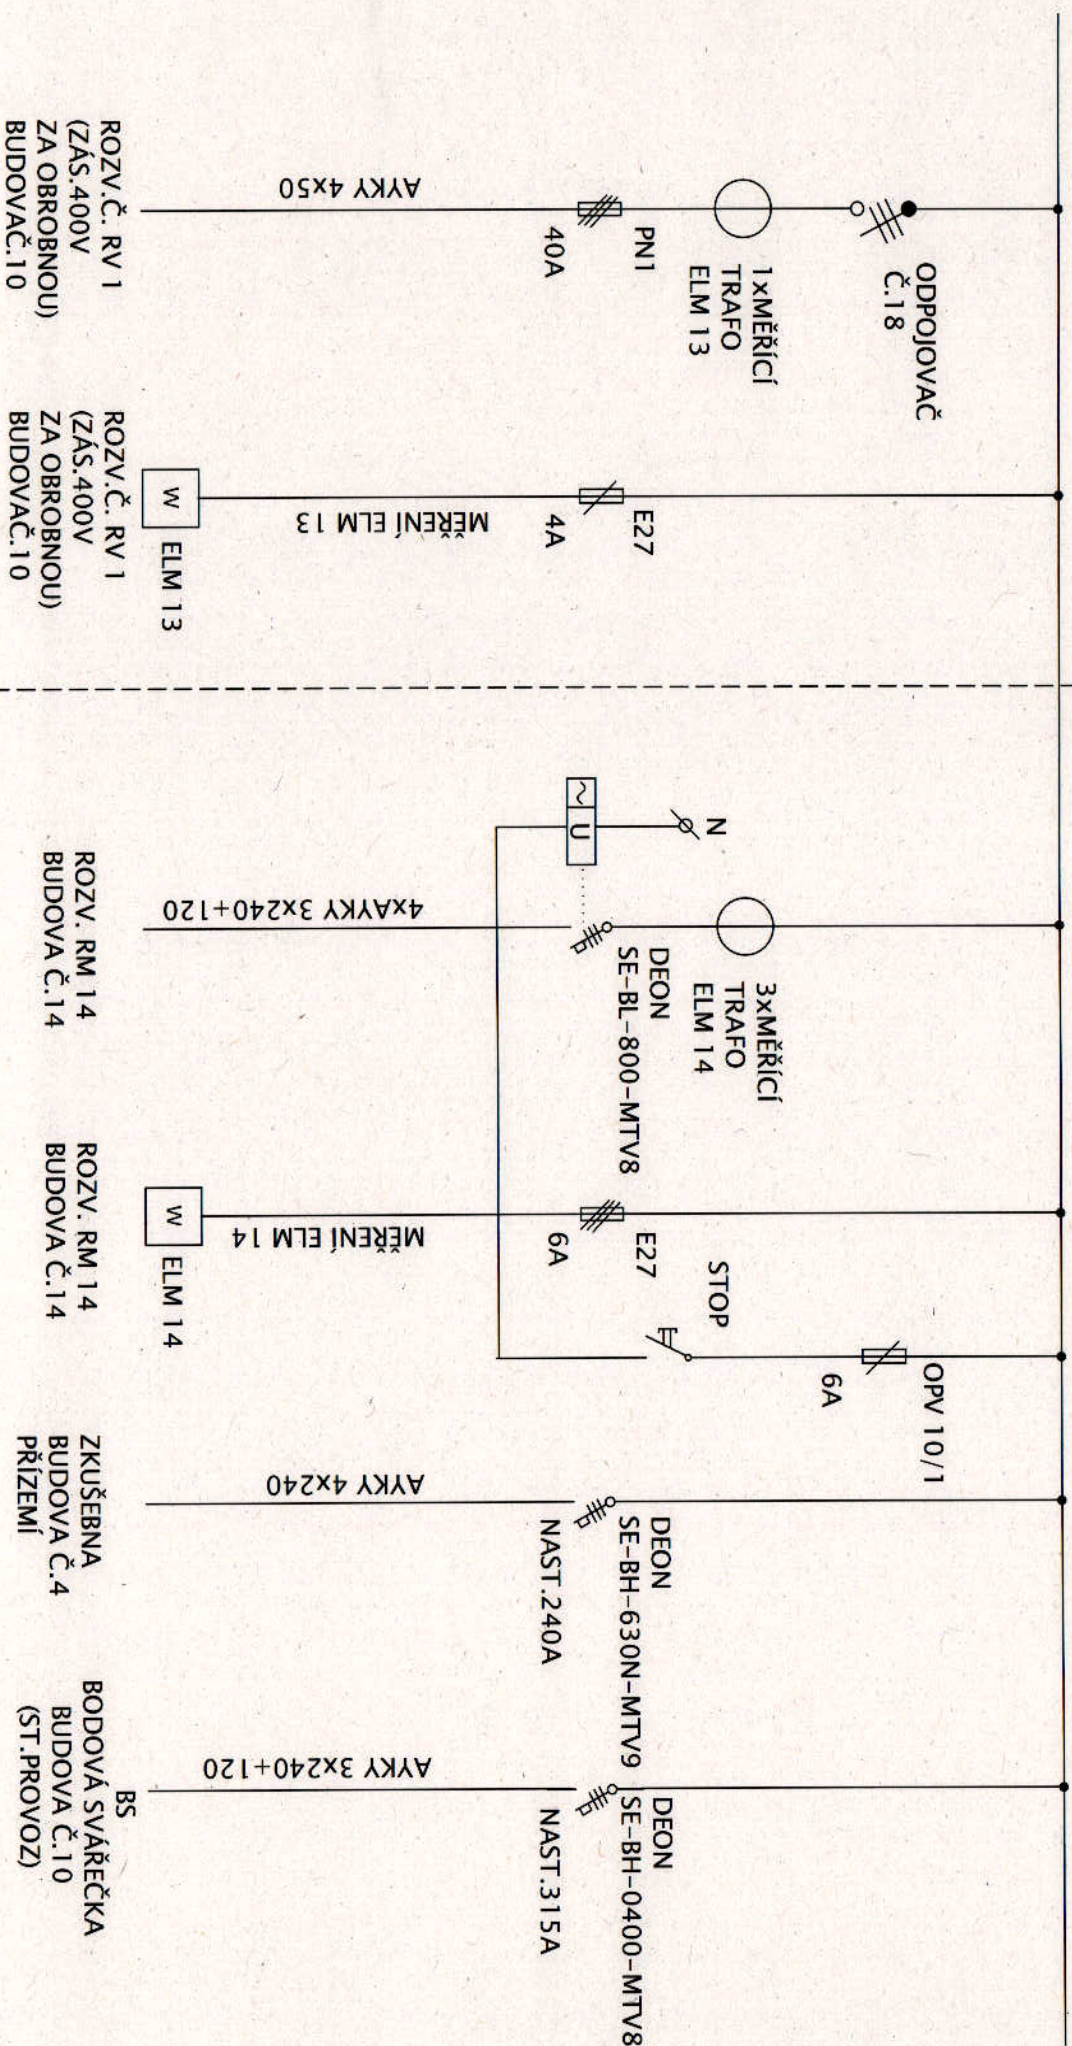 ODPOJOVAČ
Č.18
1xMĚŘÍCÍ
TRAFO
ELM 13
PN1
40A
AYKY 4x50
ROZV.Č. RV 1
(ZÁS.400V
ZA OBROBNOU)
BUDOVAČ.10
E27
4A
MĚŘENÍ ELM 13
W
ELM 13
ROZV.Č. RV 1
(ZÁS.400V
ZA OBROBNOU)
BUDOVAČ.10
N
~
U
3xMĚŘÍCÍ
TRAFO
ELM 14
DEON
SE-BL-800-MTV8
4xAYKY 3x240+120
ROZV. RM 14
BUDOVA Č.14
E27
6A
MĚŘENÍ ELM 14
W
ELM 14
ROZV. RM 14
BUDOVA Č.14
OPV 10/1
6A
STOP
DEON
SE-BH-630N-MTV9
NAST.240A
AYKY 4x240
ZKUŠEBNA
BUDOVA Č.4
PŘÍZEMÍ
DEON
SE-BH-0400-MTV8
NAST.315A
AYKY 3x240+120
BS
BODOVÁ SVÁŘEČKA
BUDOVA Č.10
(ST.PROVOZ)